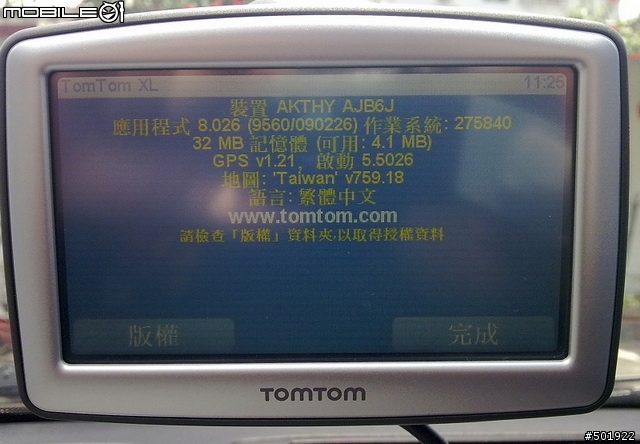 MOBILE01
TomTom XL 11:25
裝置 AKTHY AJB6J
應用程式 8.026 (9560/090226) 作業系統: 275840
32 MB 記憶體 (可用: 4.1 MB)
GPS v1.21, 啟動 5.5026
地圖: 'Taiwan' v759.18
語言: 繁體中文
www.tomtom.com
請檢查「版權」資料夾,以取得授權資料
版權 完成
TOMTOM
#501922